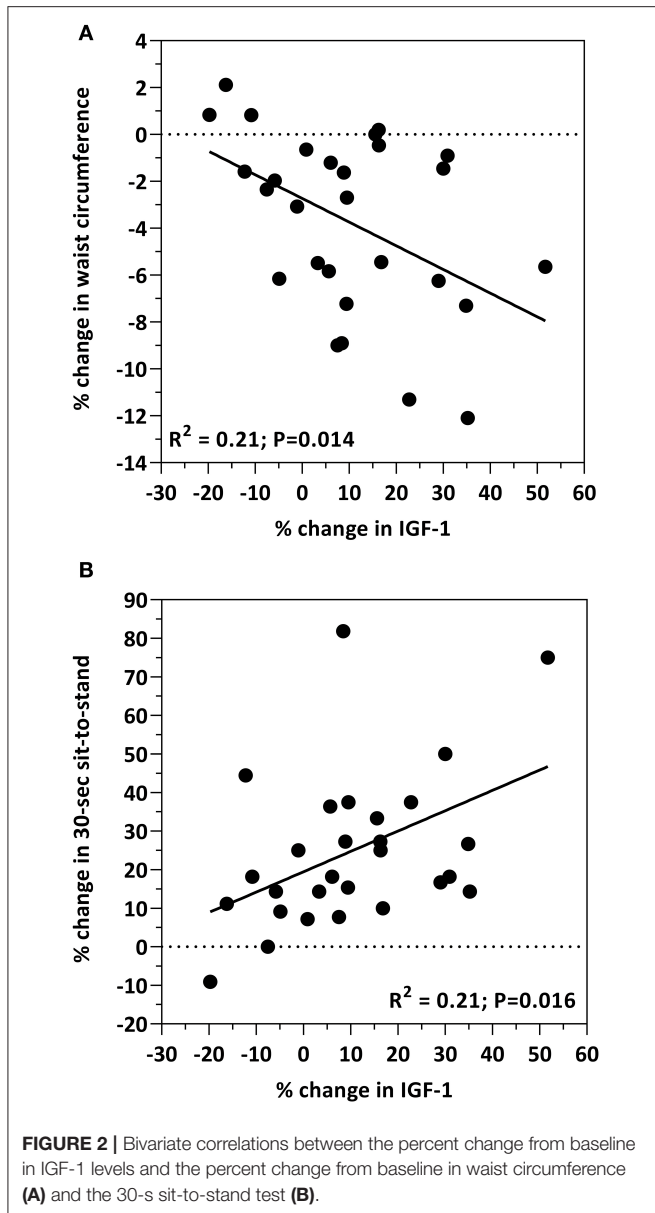 A
4
2
0
-2
-4
-6
-8
-10
-12
-14
% change in waist circumference
R² = 0.21; P=0.014
-30 -20 -10 0 10 20 30 40 50 60
% change in IGF-1
B
90
80
70
60
50
40
30
20
10
0
-10
-20
% change in 30-sec sit-to-stand
R² = 0.21; P=0.016
-30 -20 -10 0 10 20 30 40 50 60
% change in IGF-1
FIGURE 2 | Bivariate correlations between the percent change from baseline
in IGF-1 levels and the percent change from baseline in waist circumference
(A) and the 30-s sit-to-stand test (B).